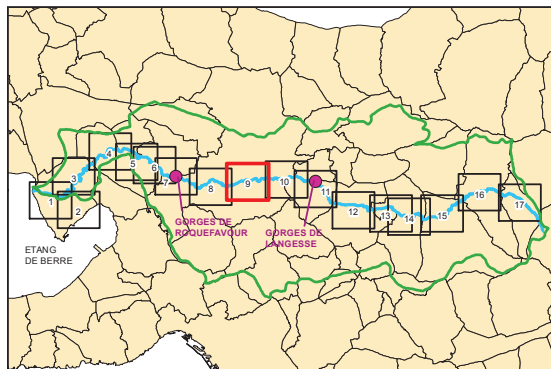 1
2
3
4
5
6
7
8
9
10
11
12
13
14
15
16
17
GORGES DE
ROQUEFAVOUR
GORGES DE
LANGESSE
ETANG
DE BERRE